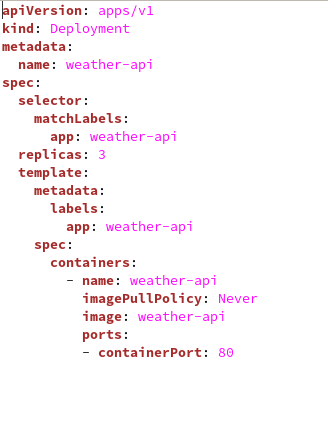 apiVersion: apps/v1
kind: Deployment
metadata:
  name: weather-api
spec:
  selector:
    matchLabels:
      app: weather-api
  replicas: 3
  template:
    metadata:
      labels:
        app: weather-api
    spec:
      containers:
        - name: weather-api
          imagePullPolicy: Never
          image: weather-api
          ports:
          - containerPort: 80